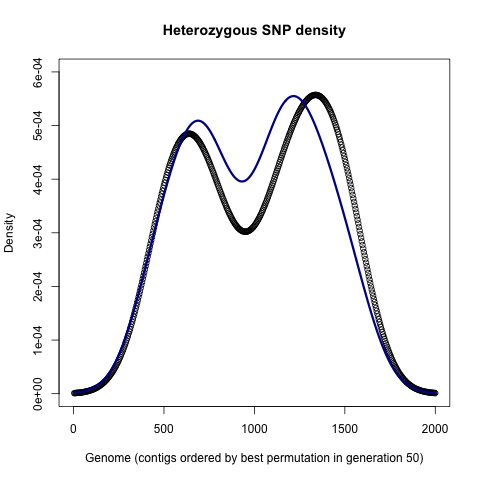 Heterozygous SNP density
Density
6e-04
5e-04
4e-04
3e-04
2e-04
1e-04
0e+00
0 500 1000 1500 2000
Genome (contigs ordered by best permutation in generation 50)